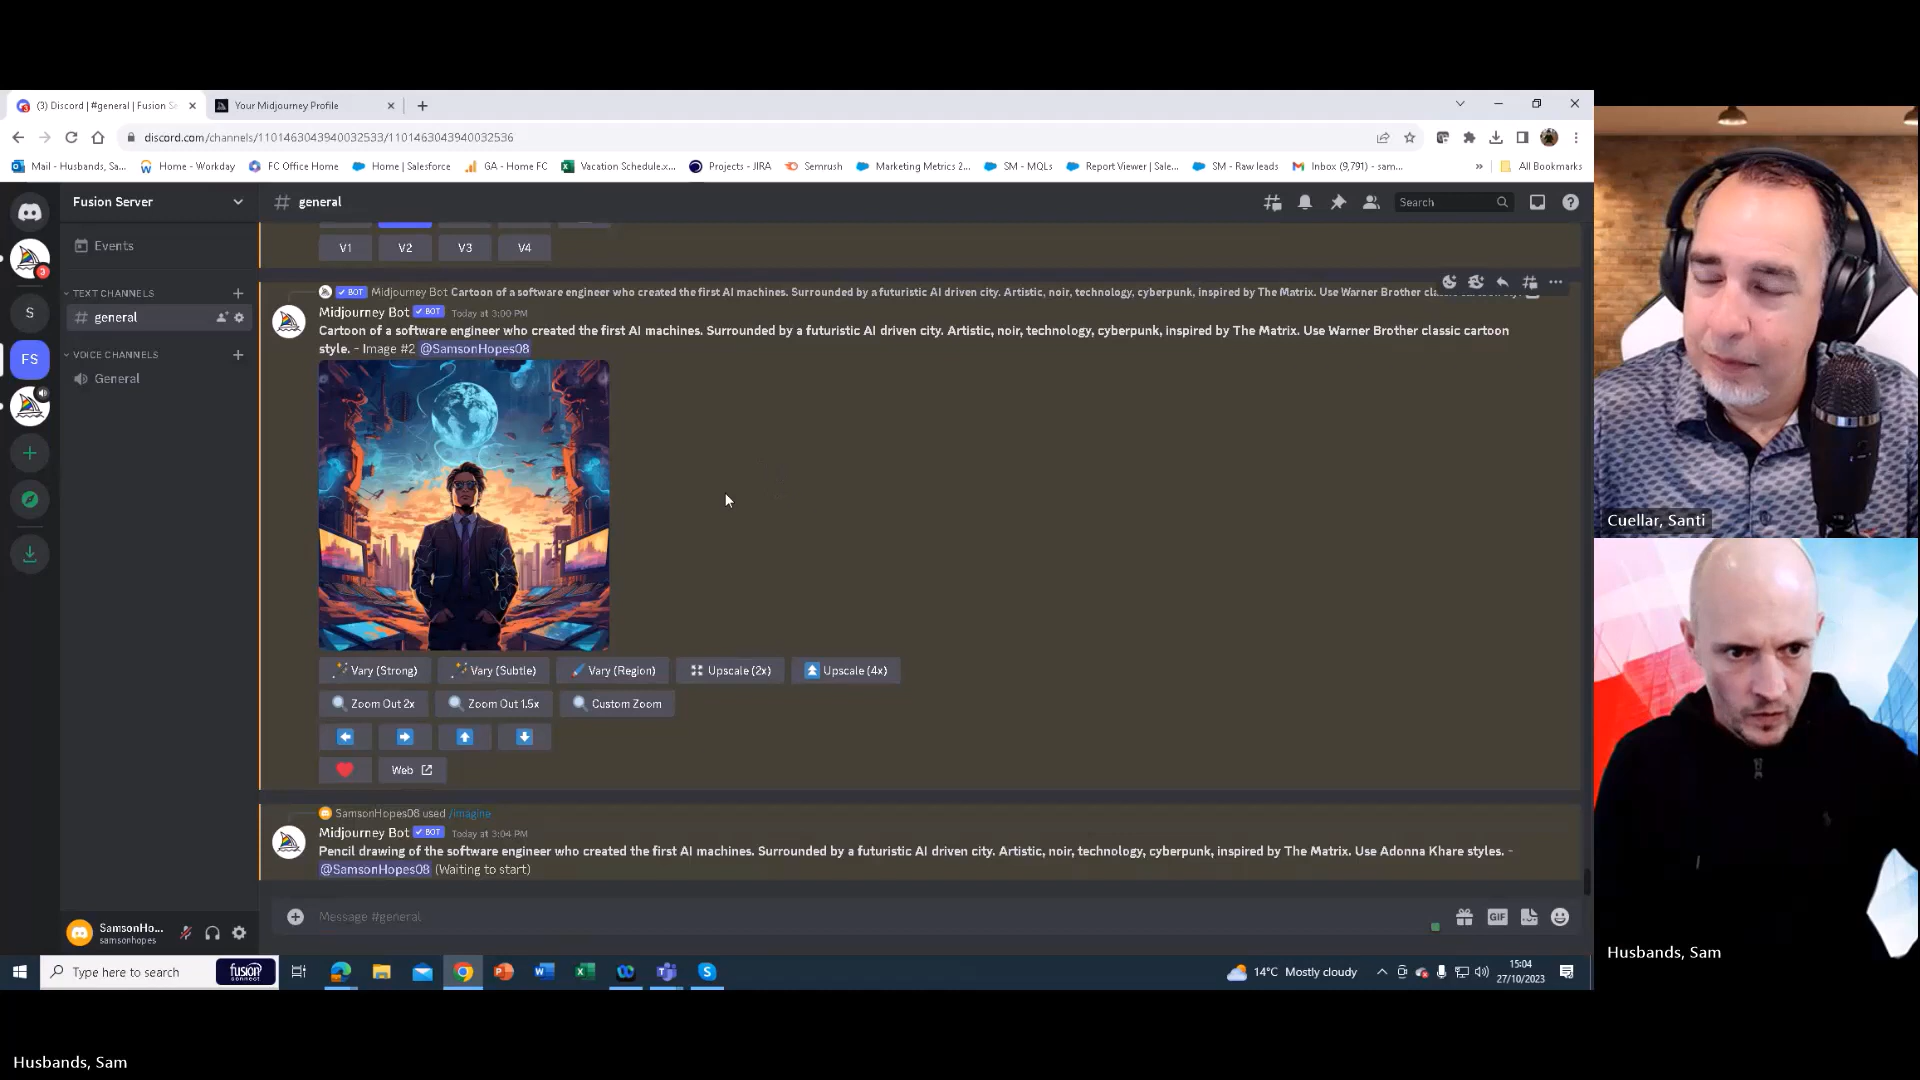 (3) Discord | #general | Fusion Se
Your Midjourney Profile
discord.com/channels/1101463043940032533/1101463043940032536
Mail - Husbands, Sa...
Home - Workday
FC Office Home
Home | Salesforce
GA - Home FC
Vacation Schedule.x...
Projects - JIRA
Semrush
Marketing Metrics 2...
SM - MQLs
Report Viewer | Sale...
SM - Raw leads
Inbox (9,791) - sam...
»
All Bookmarks
Fusion Server
# general
Search
Events
V1 V2 V3 V4
TEXT CHANNELS
# general
VOICE CHANNELS
General
3
S
FS
BOT Midjourney Bot Cartoon of a software engineer who created the first AI machines. Surrounded by a futuristic AI driven city. Artistic, noir, technology, cyberpunk, inspired by The Matrix. Use Warner Brother classic cartoon
Midjourney Bot BOT Today at 3:00 PM
Cartoon of a software engineer who created the first AI machines. Surrounded by a futuristic AI driven city. Artistic, noir, technology, cyberpunk, inspired by The Matrix. Use Warner Brother classic cartoon
style. - Image #2 @SamsonHopes08
Vary (Strong) Vary (Subtle) Vary (Region) Upscale (2x) Upscale (4x)
Zoom Out 2x Zoom Out 1.5x Custom Zoom
Web
SamsonHopes08 used /imagine
Midjourney Bot BOT Today at 3:04 PM
Pencil drawing of the software engineer who created the first AI machines. Surrounded by a futuristic AI driven city. Artistic, noir, technology, cyberpunk, inspired by The Matrix. Use Adonna Khare styles. -
@SamsonHopes08 (Waiting to start)
Message #general
GIF
SamsonHo...
samsonhopes
Type here to search
fusion connect
14°C Mostly cloudy
15:04
27/10/2023
Cuellar, Santi
Husbands, Sam
Husbands, Sam